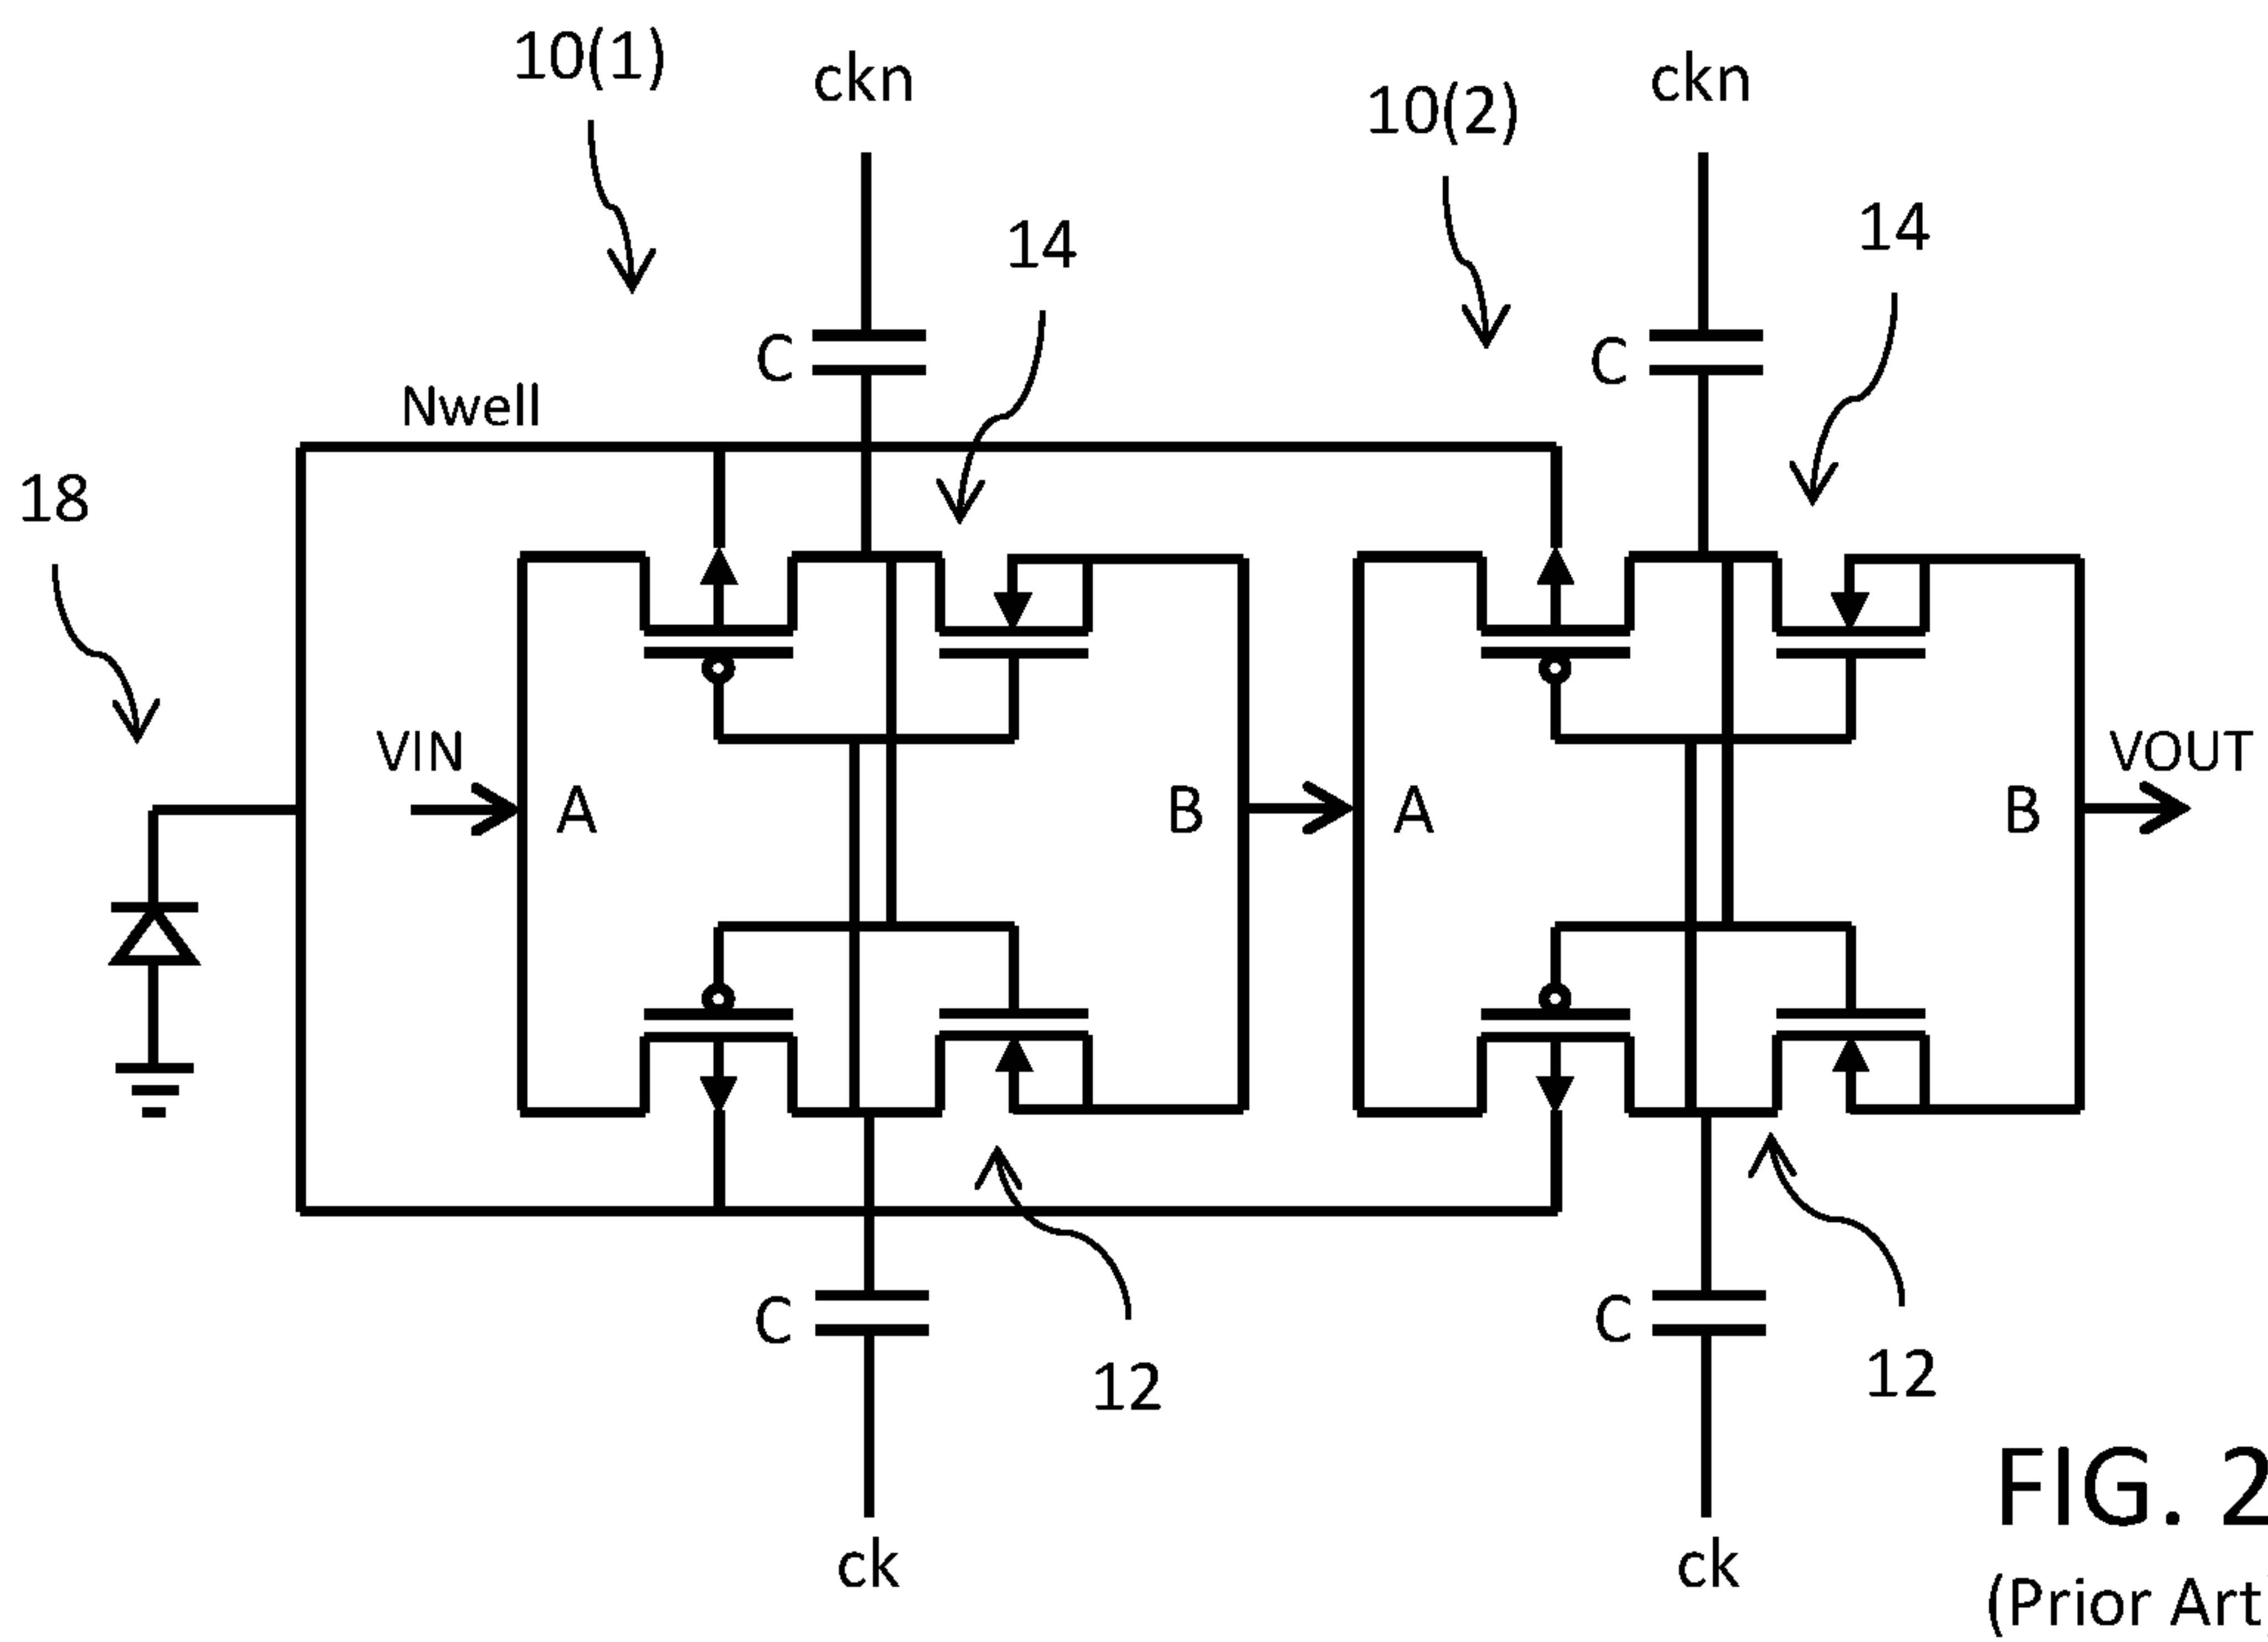 10(1)
ckn
ckn
10(2)
14
14
C
C
Nwell
18
VIN
VOUT
A
B
A
B
C
C
12
12
FIG. 2
(Prior Art
ck
ck